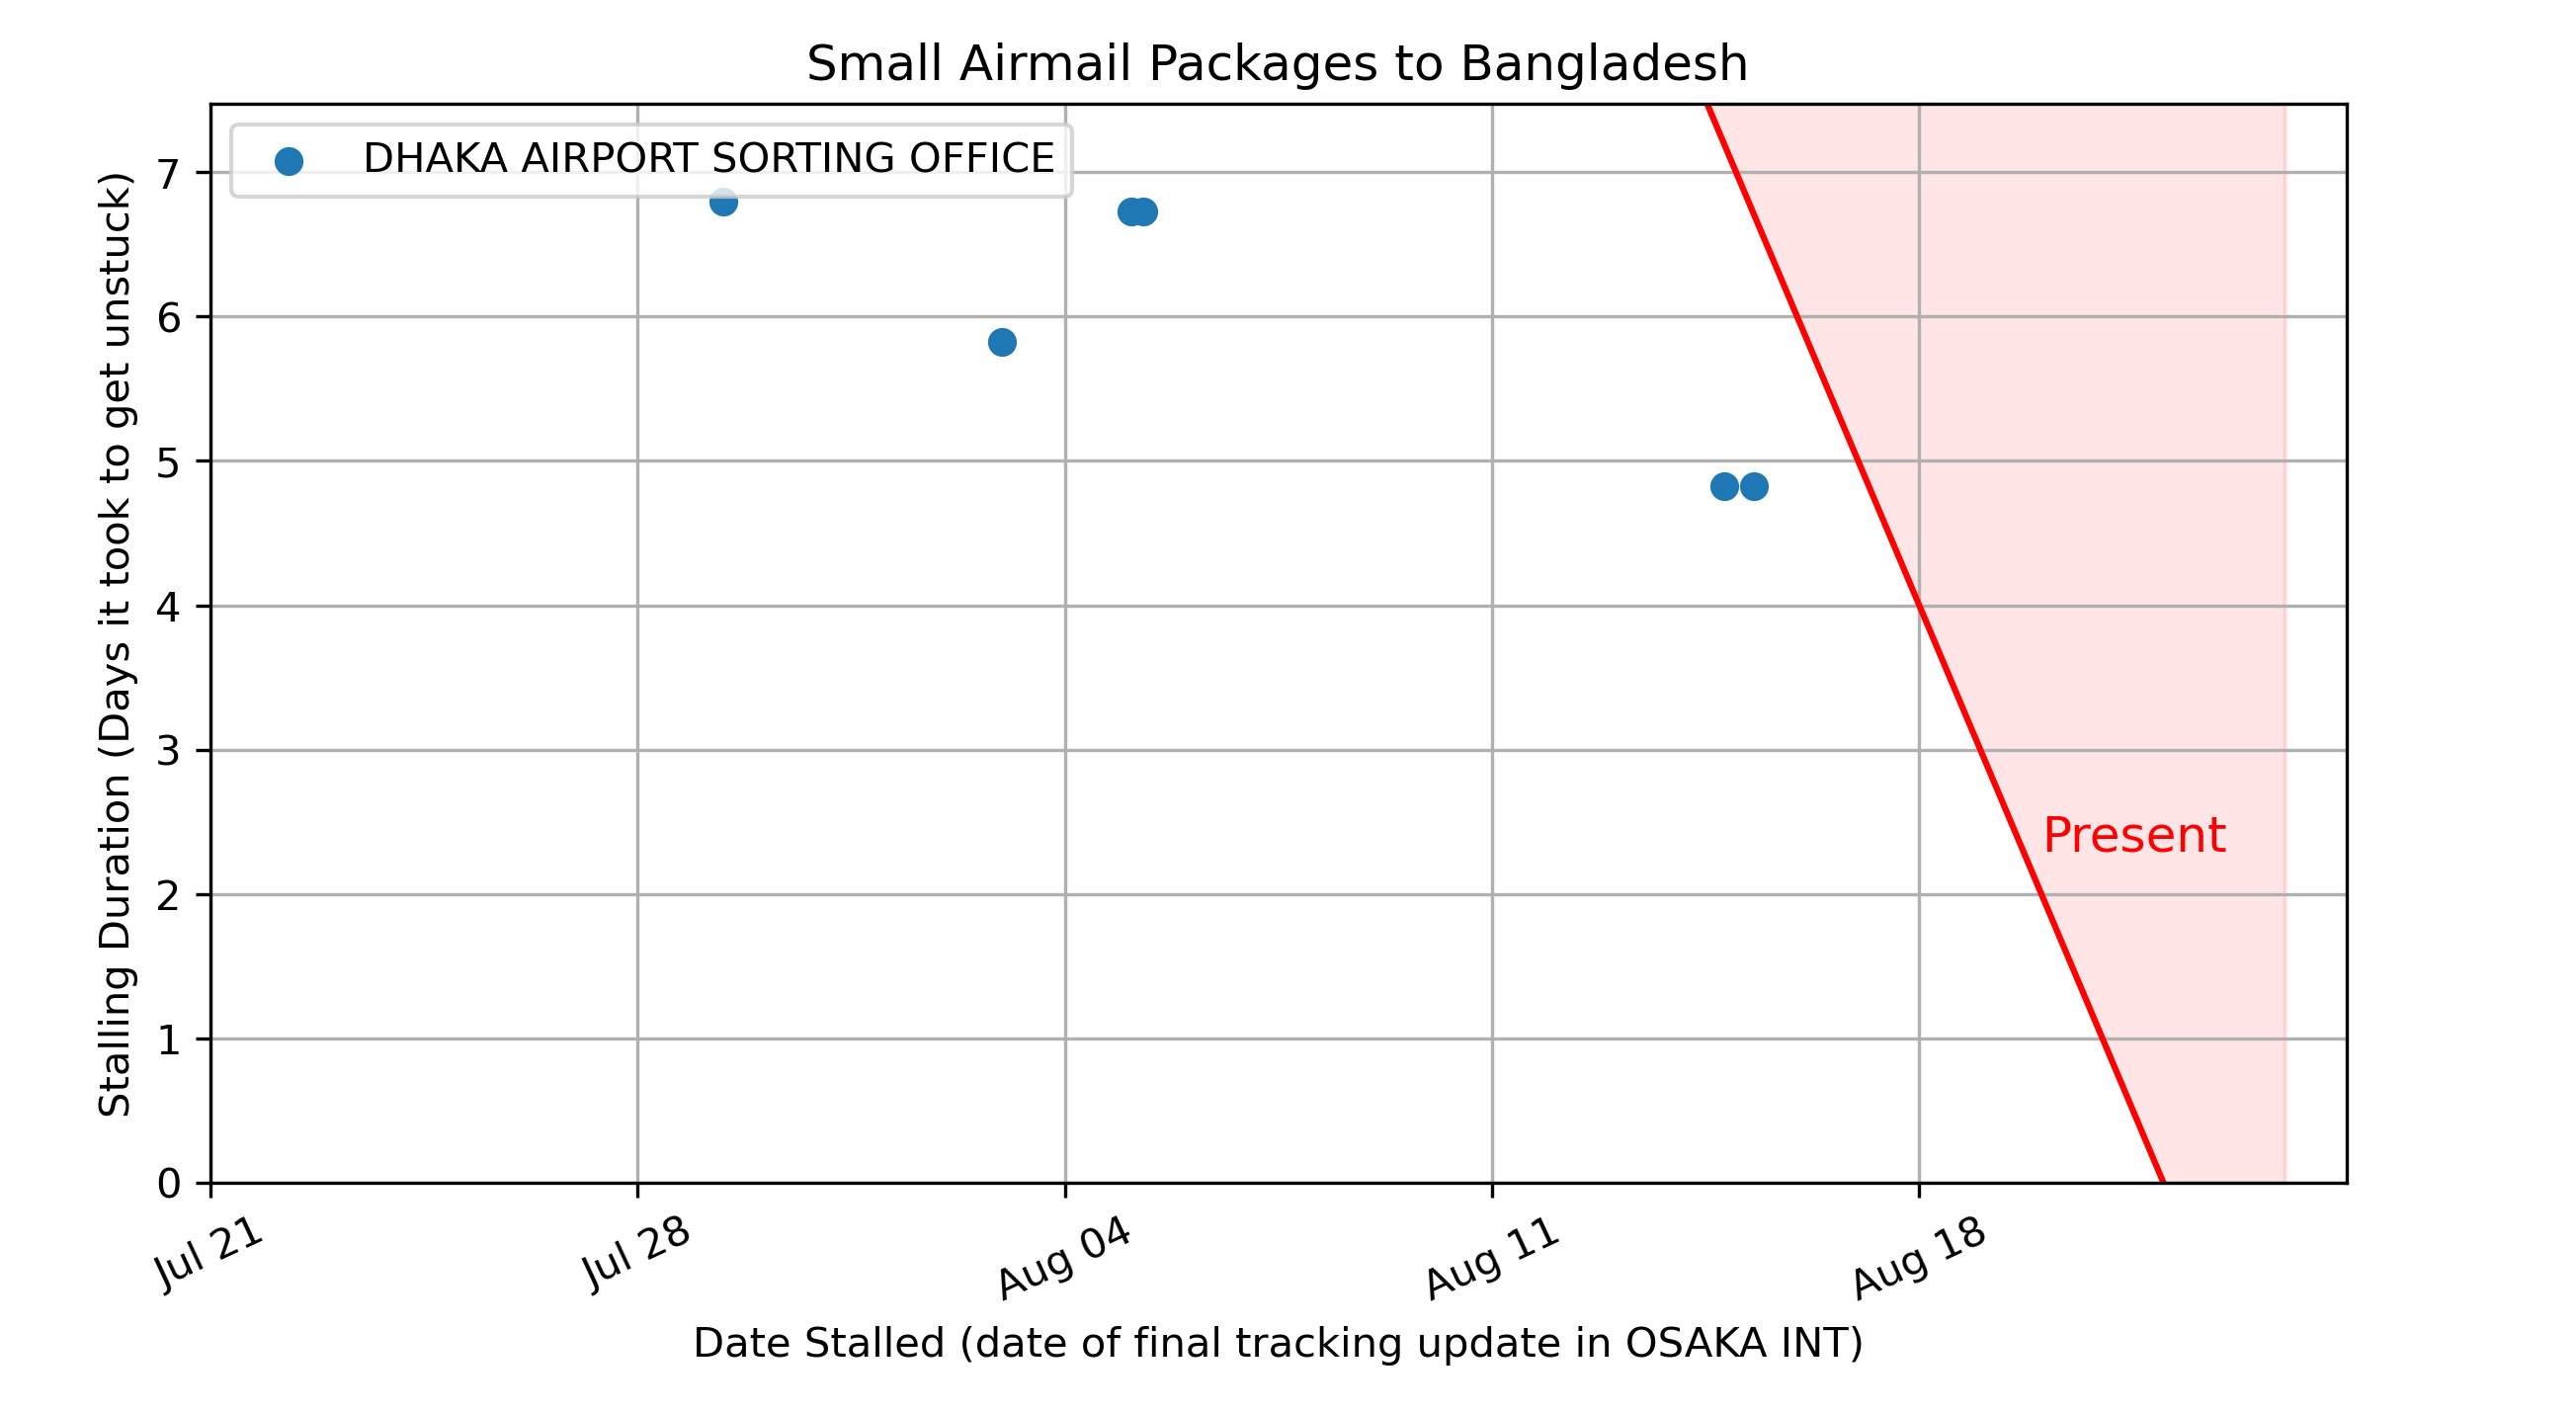 Small Airmail Packages to Bangladesh
DHAKA AIRPORT SORTING OFFICE
Stalling Duration (Days it took to get unstuck)
7
6
5
4
3
2
1
0
Present
Jul 21
Jul 28
Aug 04
Aug 11
Aug 18
Date Stalled (date of final tracking update in OSAKA INT)